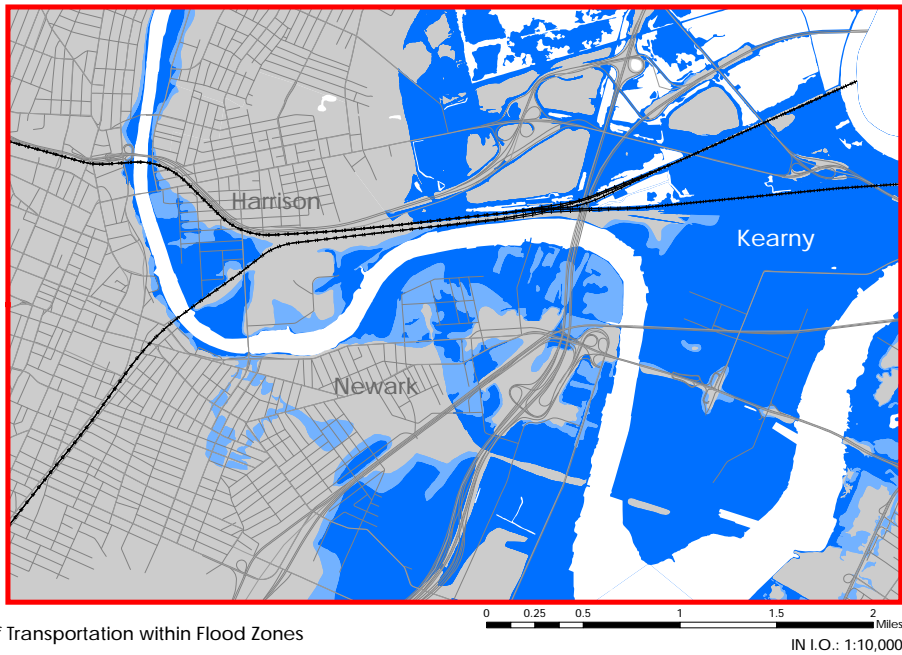 Harrison
Kearny
Newark
0 0.25 0.5 1 1.5 2
Miles
Transportation within Flood Zones
IN I.O.: 1:10,000